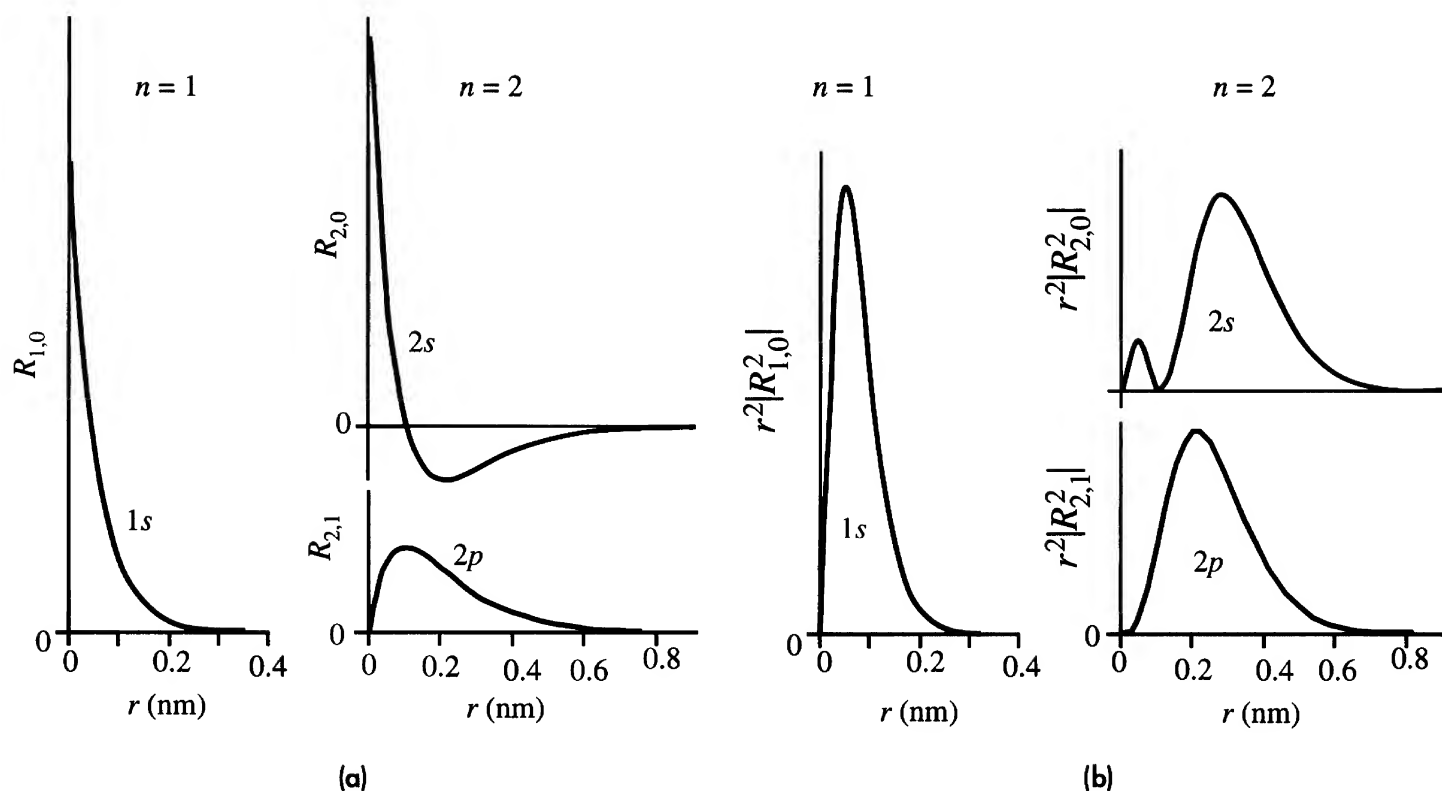 n = 1
R1,0
1s
0
0 0.2 0.4
r (nm)
n = 2
R2,0
2s
0
R2,1
2p
0
0 0.2 0.4 0.6 0.8
r (nm)
(a)
n = 1
r²|R²1,0|
1s
0
0 0.2 0.4
r (nm)
n = 2
r²|R²2,0|
2s
r²|R²2,1|
2p
0
0 0.2 0.4 0.6 0.8
r (nm)
(b)